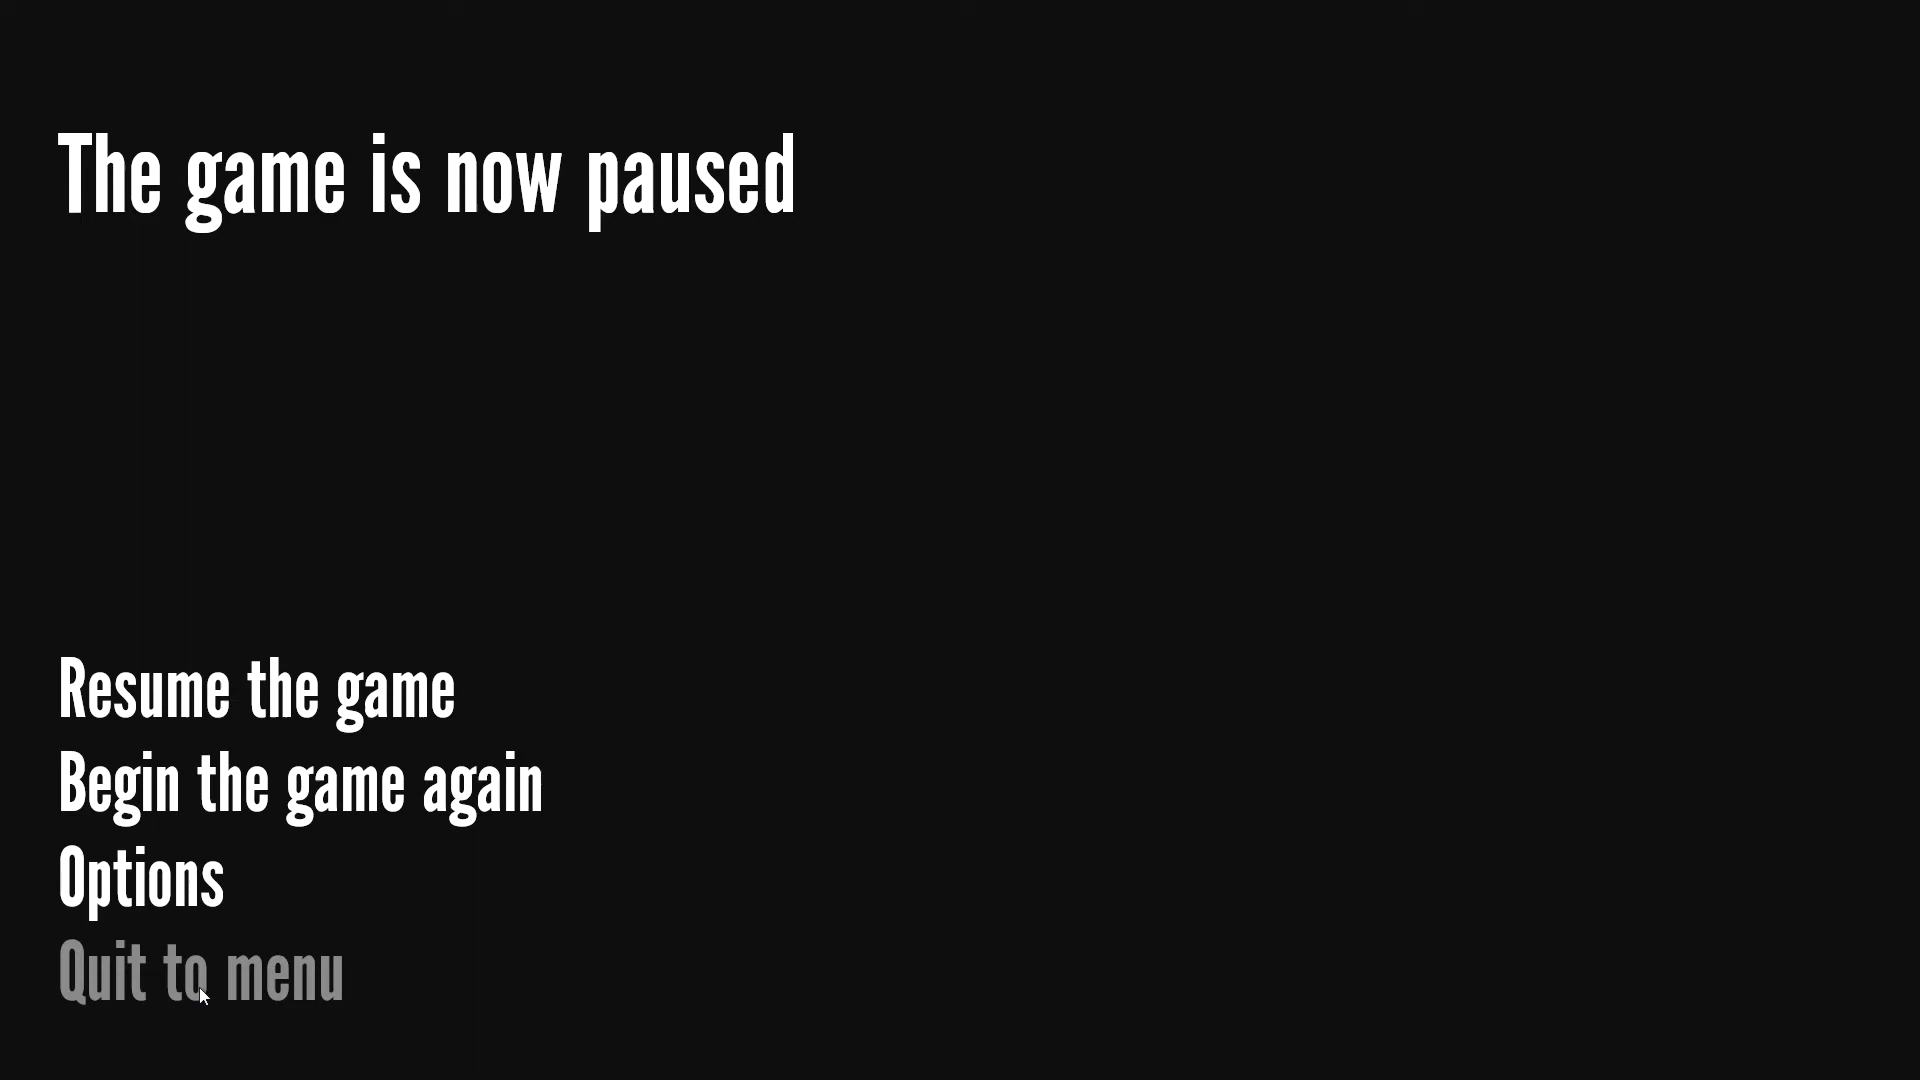 The game is now paused
Resume the game
Begin the game again
Options
Quit to menu